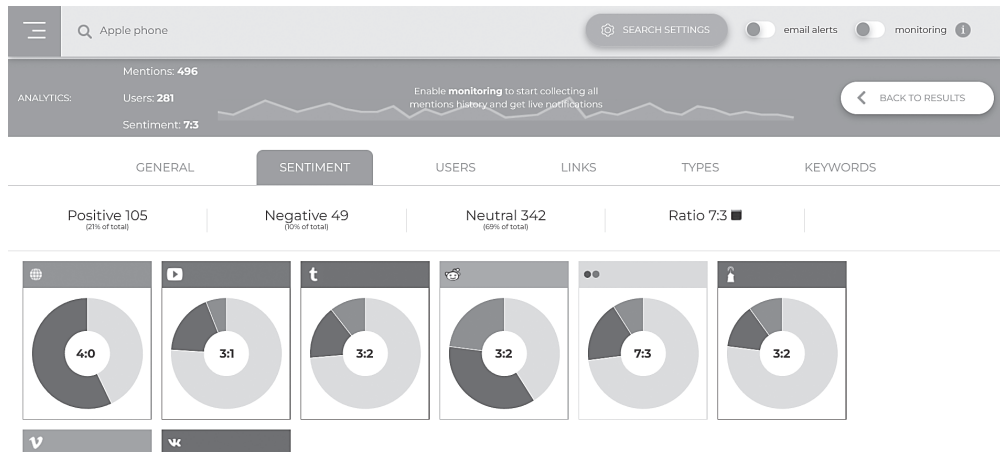 Apple phone
SEARCH SETTINGS
email alerts
monitoring i
ANALYTICS:
Mentions: 496
Users: 281
Sentiment: 7:3
Enable monitoring to start collecting all
mentions history and get live notifications
BACK TO RESULTS
GENERAL SENTIMENT USERS LINKS TYPES KEYWORDS
Positive 105 Negative 49 Neutral 342 Ratio 7:3
(21% of total) (10% of total) (69% of total)
t
4:0 3:1 3:2 3:2 7:3 3:2